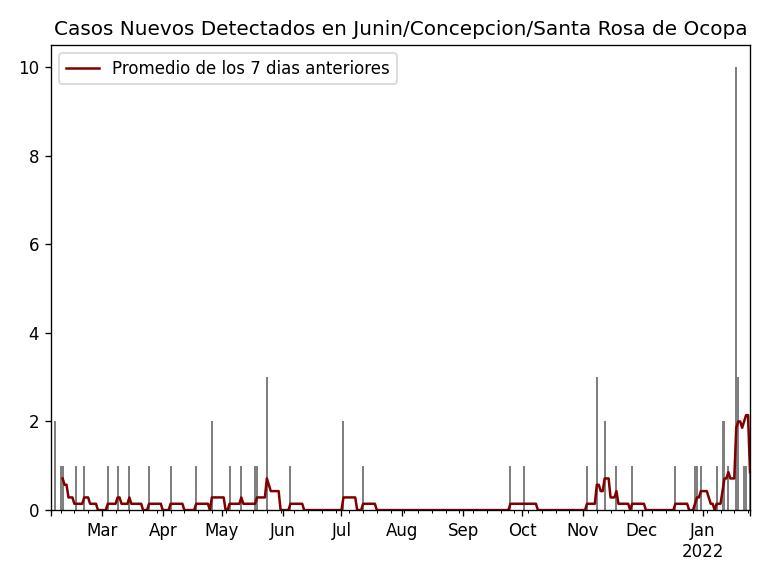 Casos Nuevos Detectados en Junin/Concepcion/Santa Rosa de Ocopa
Promedio de los 7 dias anteriores
10
8
6
4
2
0
Mar Apr May Jun Jul Aug Sep Oct Nov Dec Jan
2022